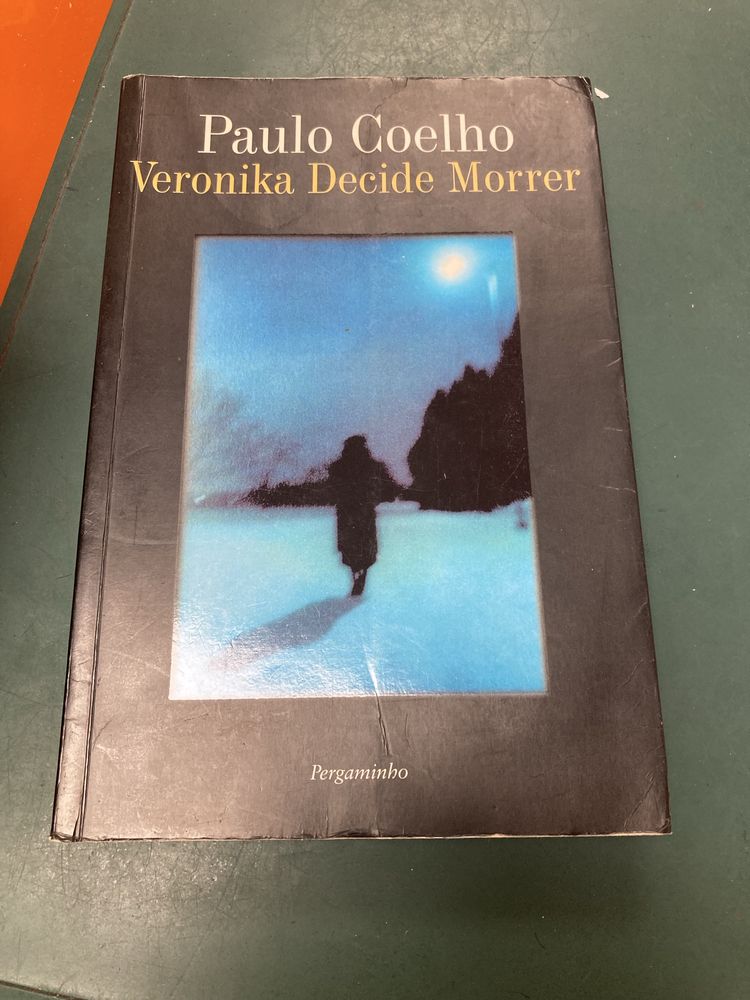 Paulo Coelho
Veronika Decide Morrer
Pergaminho